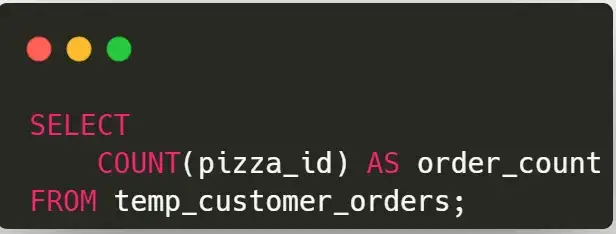 SELECT
    COUNT(pizza_id) AS order_count
FROM temp_customer_orders;